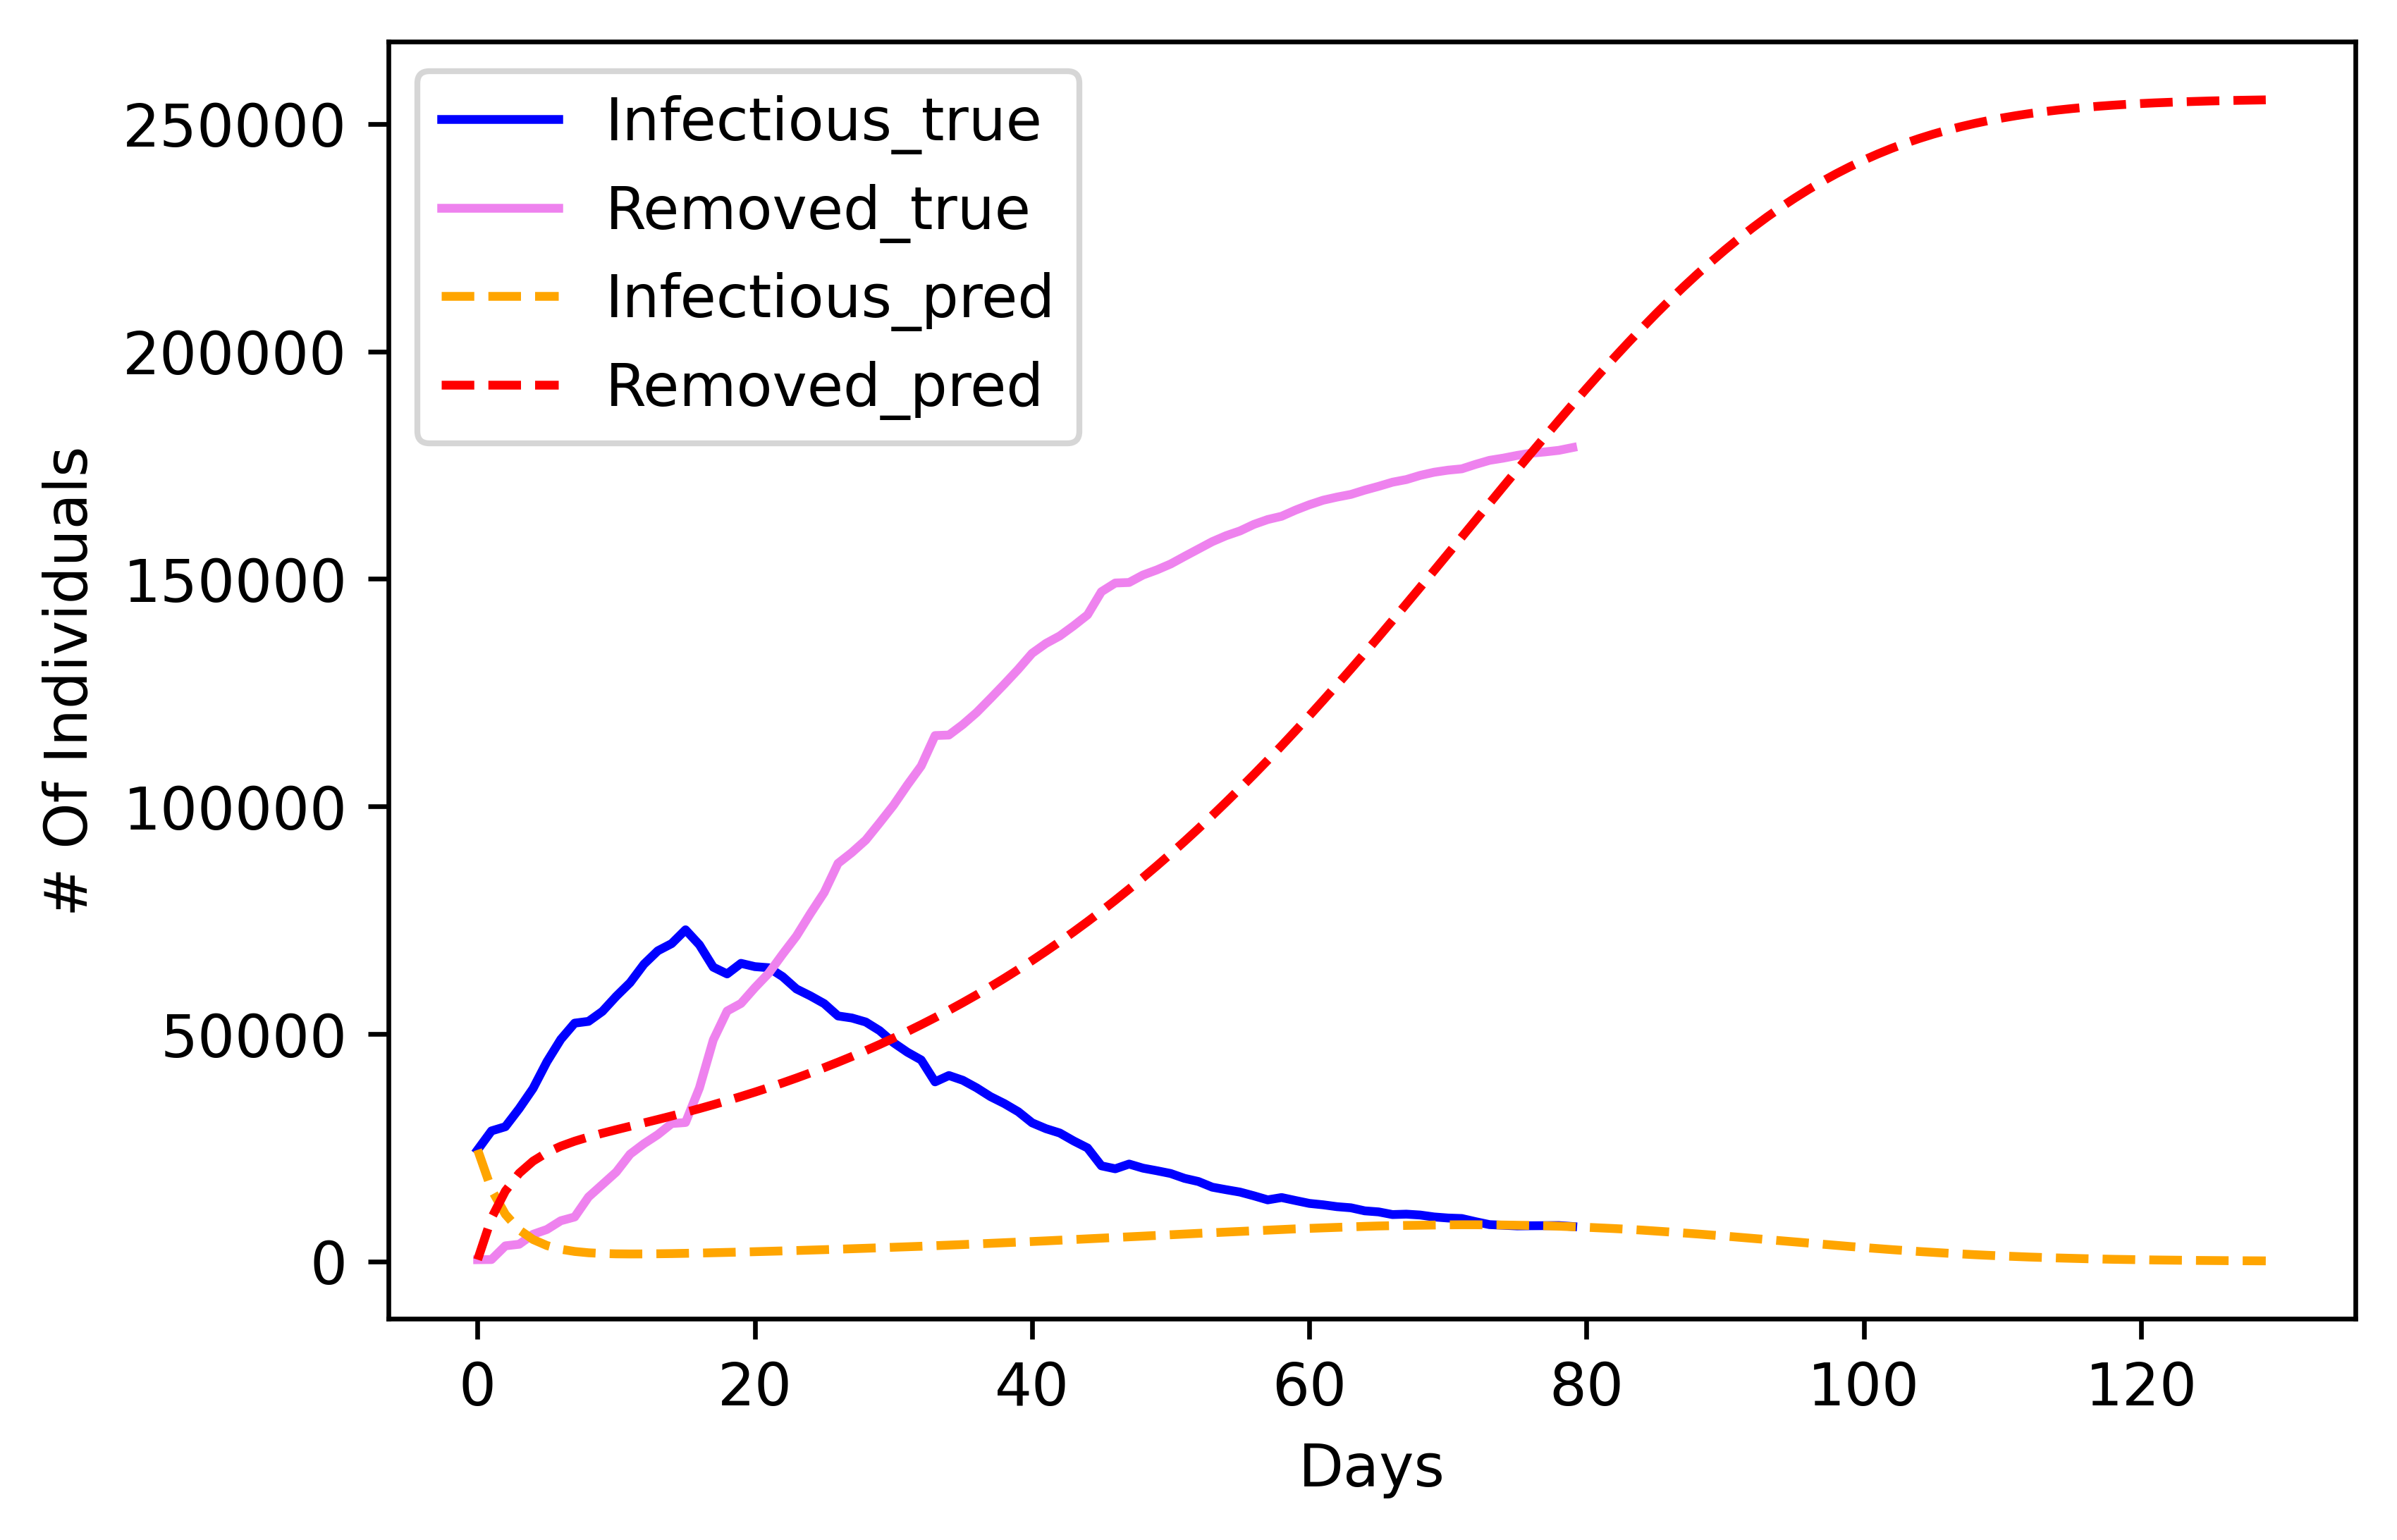 Infectious_true
Removed_true
Infectious_pred
Removed_pred
250000
200000
150000
100000
50000
0
# Of Individuals
0 20 40 60 80 100 120
Days